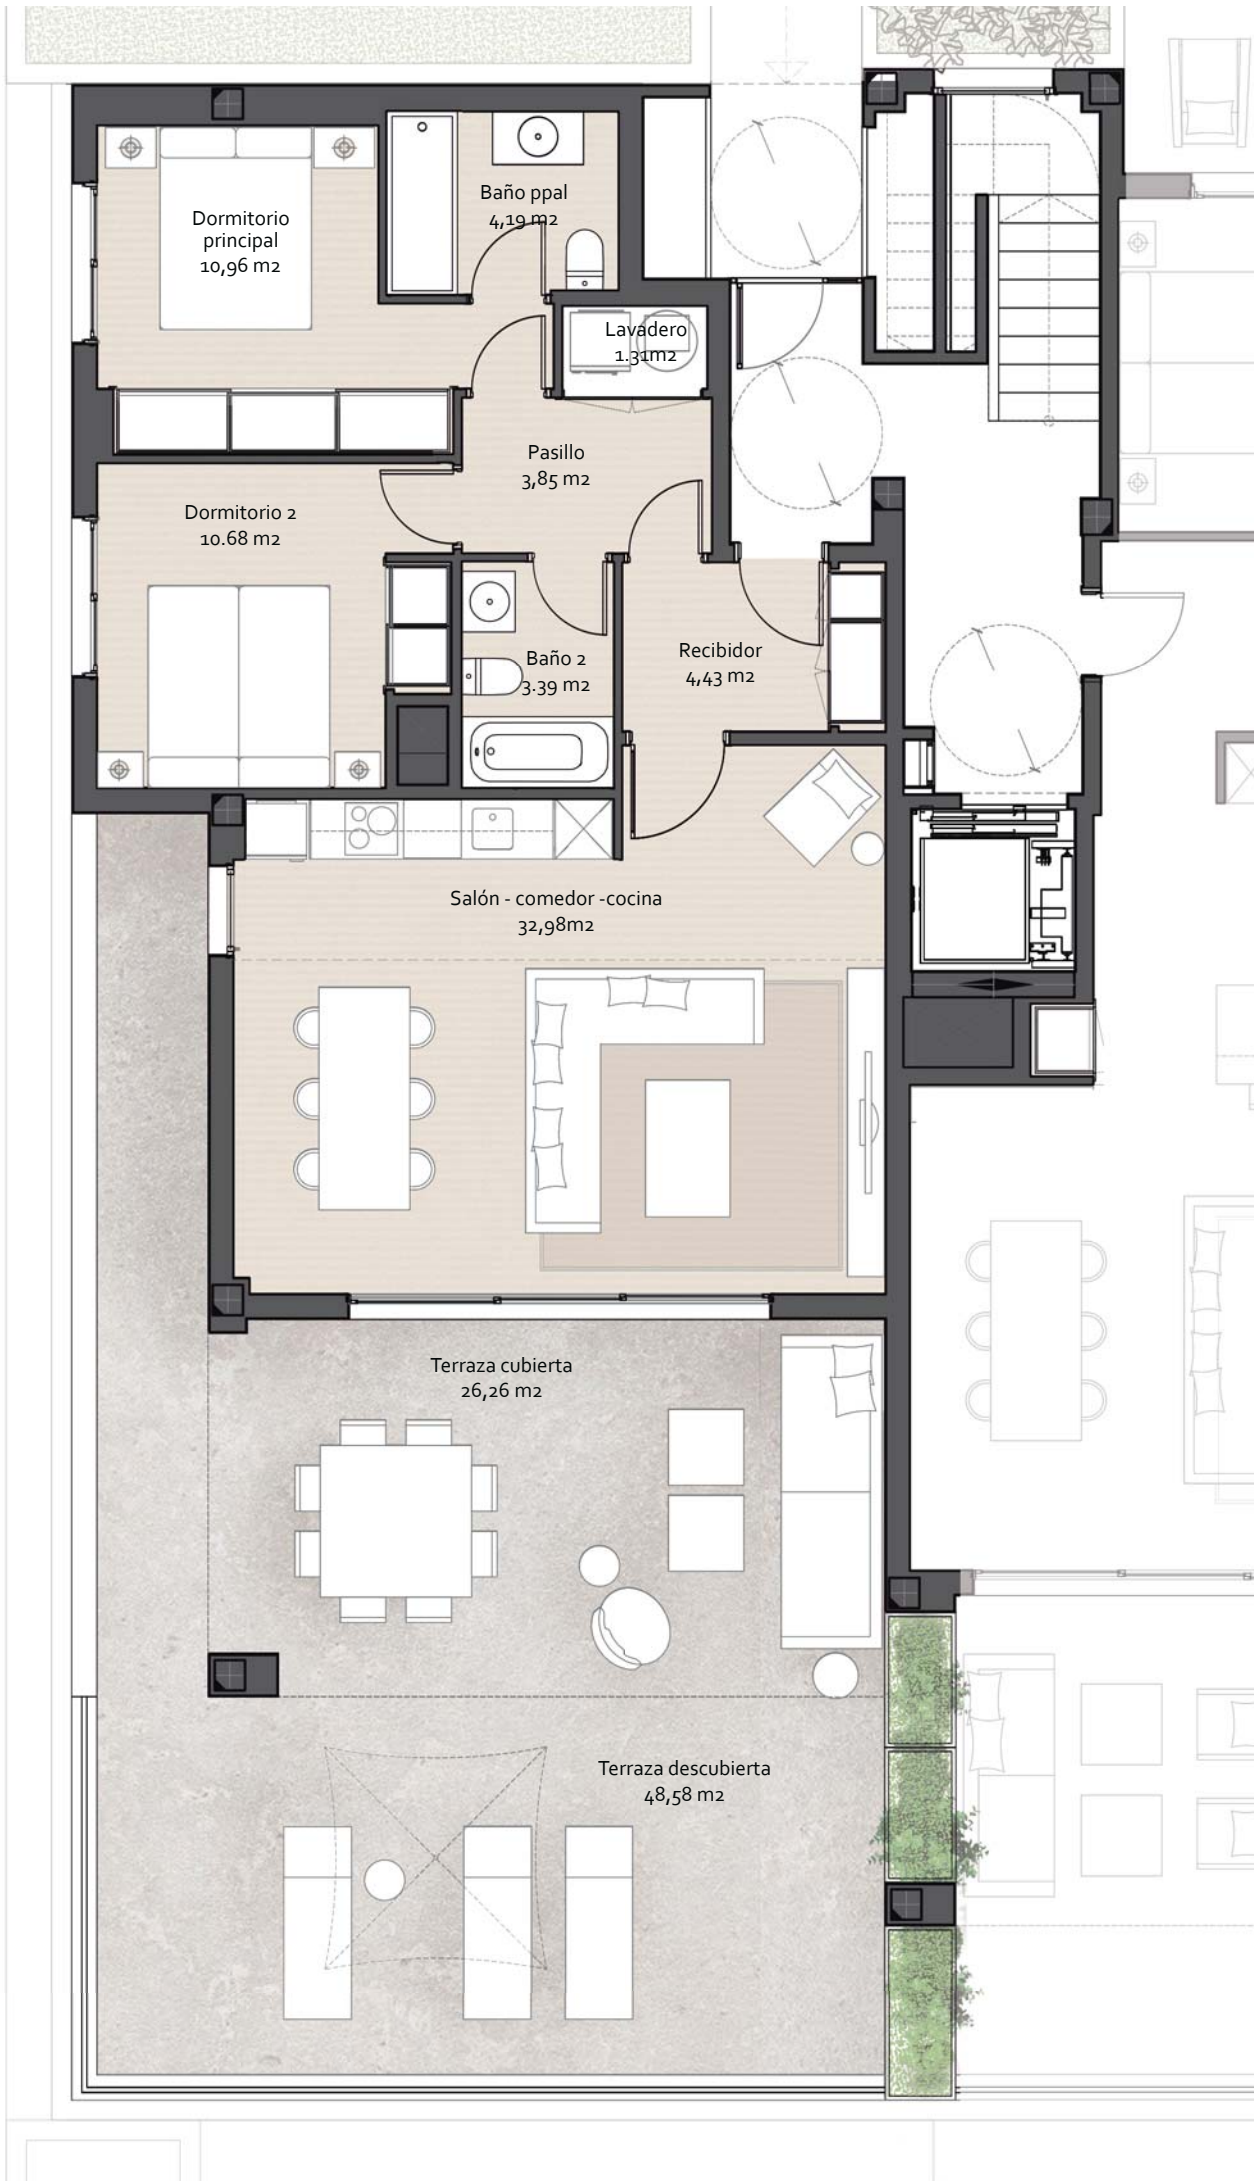 Baño ppal
4,19 m2
Dormitorio
principal
10,96 m2
Lavadero
1.31m2
Pasillo
3,85 m2
Dormitorio 2
10.68 m2
Baño 2
3.39 m2
Recibidor
4,43 m2
Salón - comedor -cocina
32,98m2
Terraza cubierta
26,26 m2
Terraza descubierta
48,58 m2